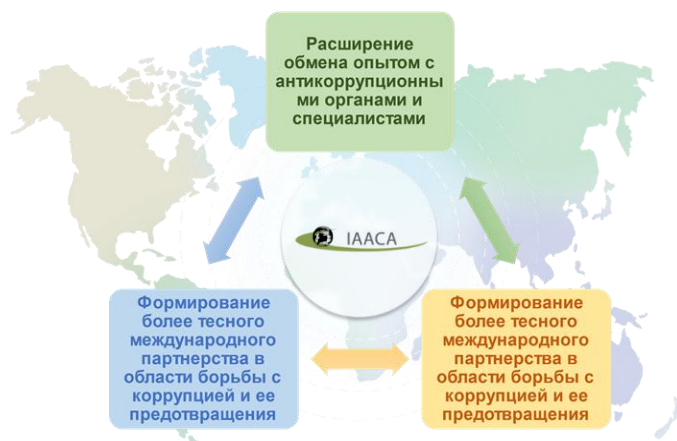 Расширение
обмена опытом с
антикоррупционны
ми органами и
специалистами
IAACA
Формирование
более тесного
международного
партнерства в
области борьбы с
коррупцией и ее
предотвращения
Формирование
более тесного
международного
партнерства в
области борьбы с
коррупцией и ее
предотвращения